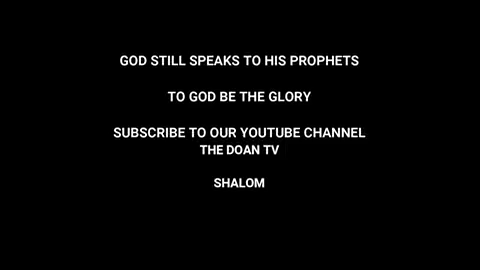 GOD STILL SPEAKS TO HIS PROPHETS
TO GOD BE THE GLORY
SUBSCRIBE TO OUR YOUTUBE CHANNEL
THE DOAN TV
SHALOM